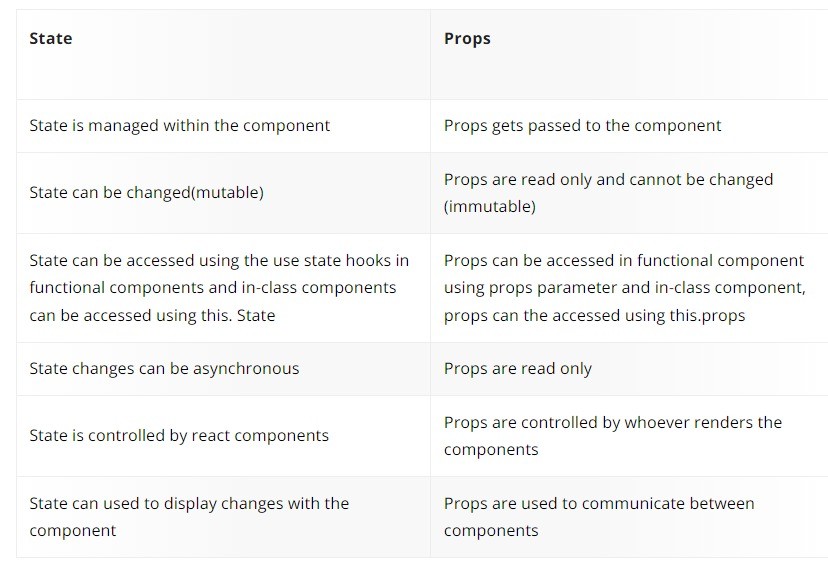 State
Props
State is managed within the component
Props gets passed to the component
State can be changed(mutable)
Props are read only and cannot be changed
(immutable)
State can be accessed using the use state hooks in
functional components and in-class components
can be accessed using this. State
Props can be accessed in functional component
using props parameter and in-class component,
props can the accessed using this.props
State changes can be asynchronous
Props are read only
State is controlled by react components
Props are controlled by whoever renders the
components
State can used to display changes with the
component
Props are used to communicate between
components